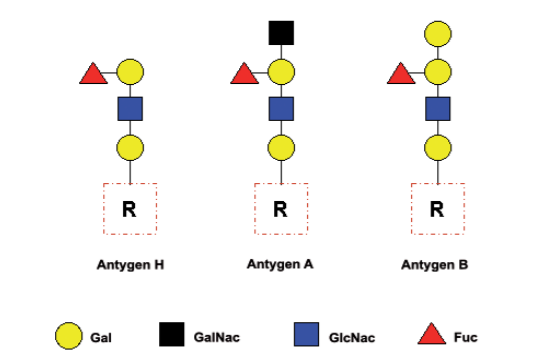 R R R
Antygen H Antygen A Antygen B
Gal GalNac GlcNac Fuc